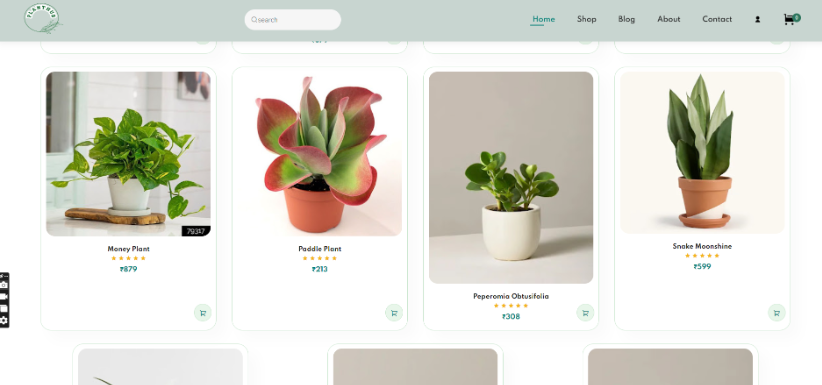 PLANTHUB
search
Home
Shop
Blog
About
Contact
0
79317
Money Plant
₹879
Paddle Plant
₹213
Peperomia Obtusifolia
₹308
Snake Moonshine
₹599